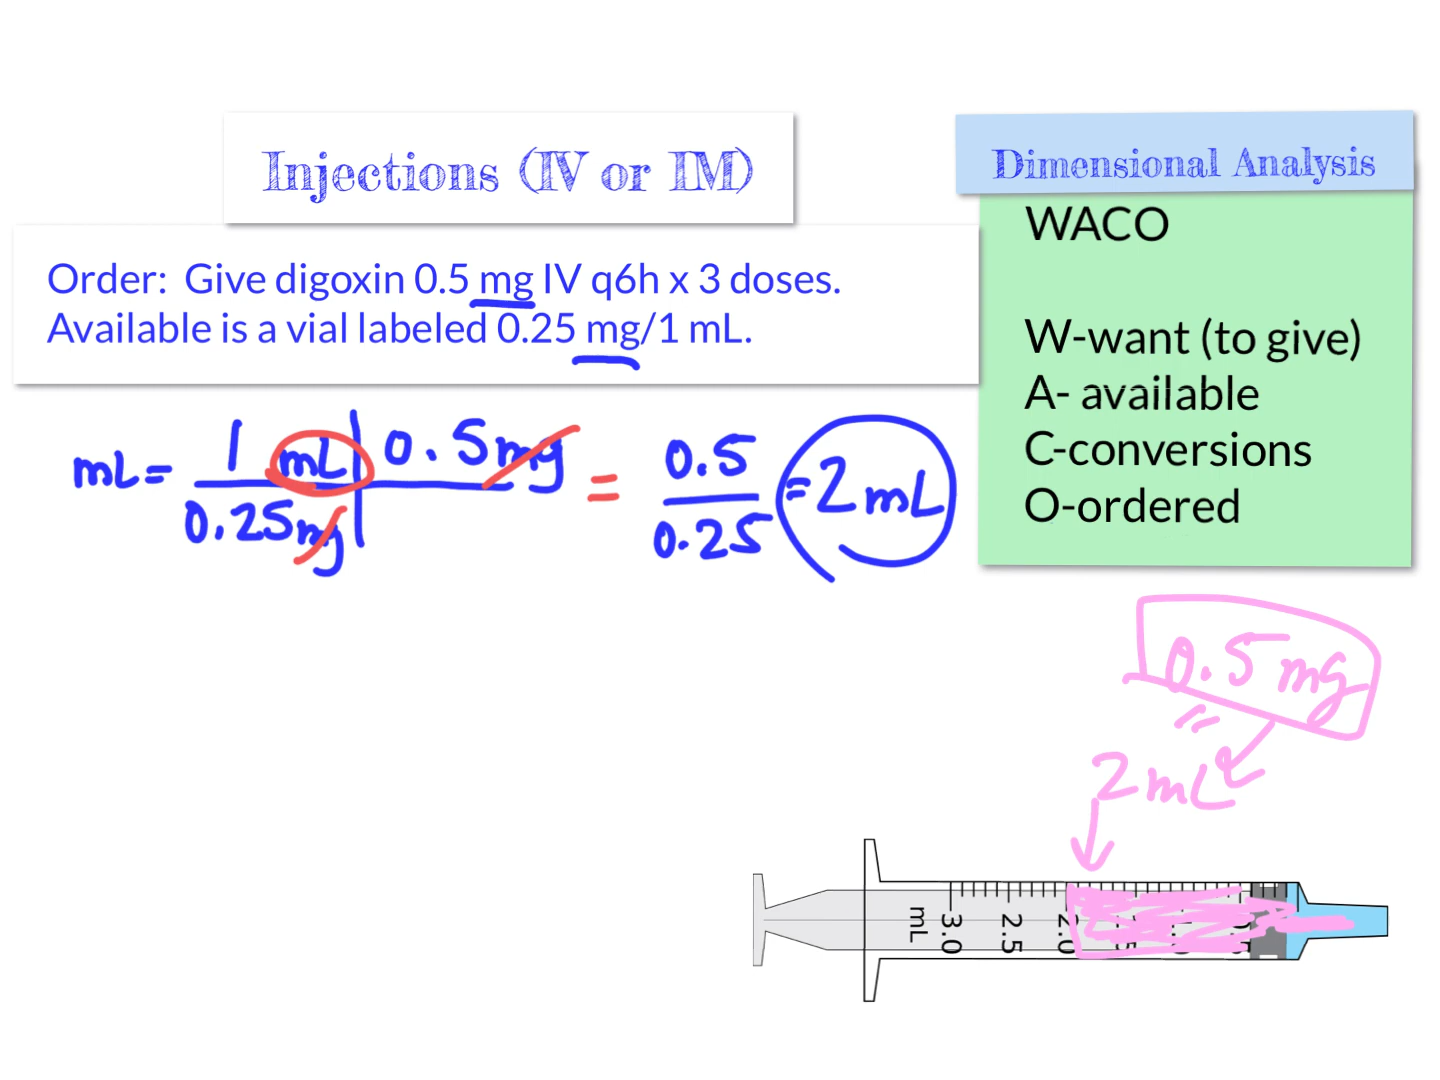 Injections (IV or IM)
Order: Give digoxin 0.5 mg IV q6h x 3 doses.
Available is a vial labeled 0.25 mg/1 mL.
Dimensional Analysis
WACO
W-want (to give)
A- available
C-conversions
O-ordered
mL = 1 mL | 0.5 mg = 0.5 = 2 mL
0.25 mg | 0.25
0.5 mg
=
2 mL
mL 3.0 2.5 2.0